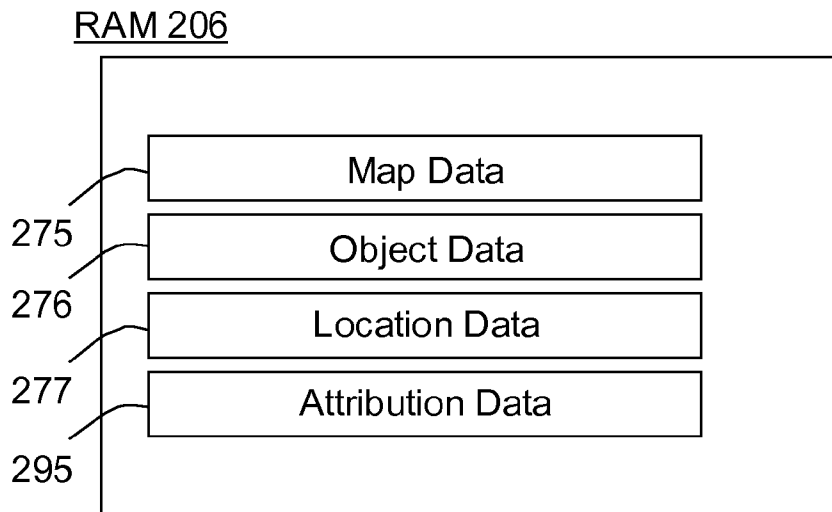 RAM 206
Map Data
275
Object Data
276
Location Data
277
Attribution Data
295